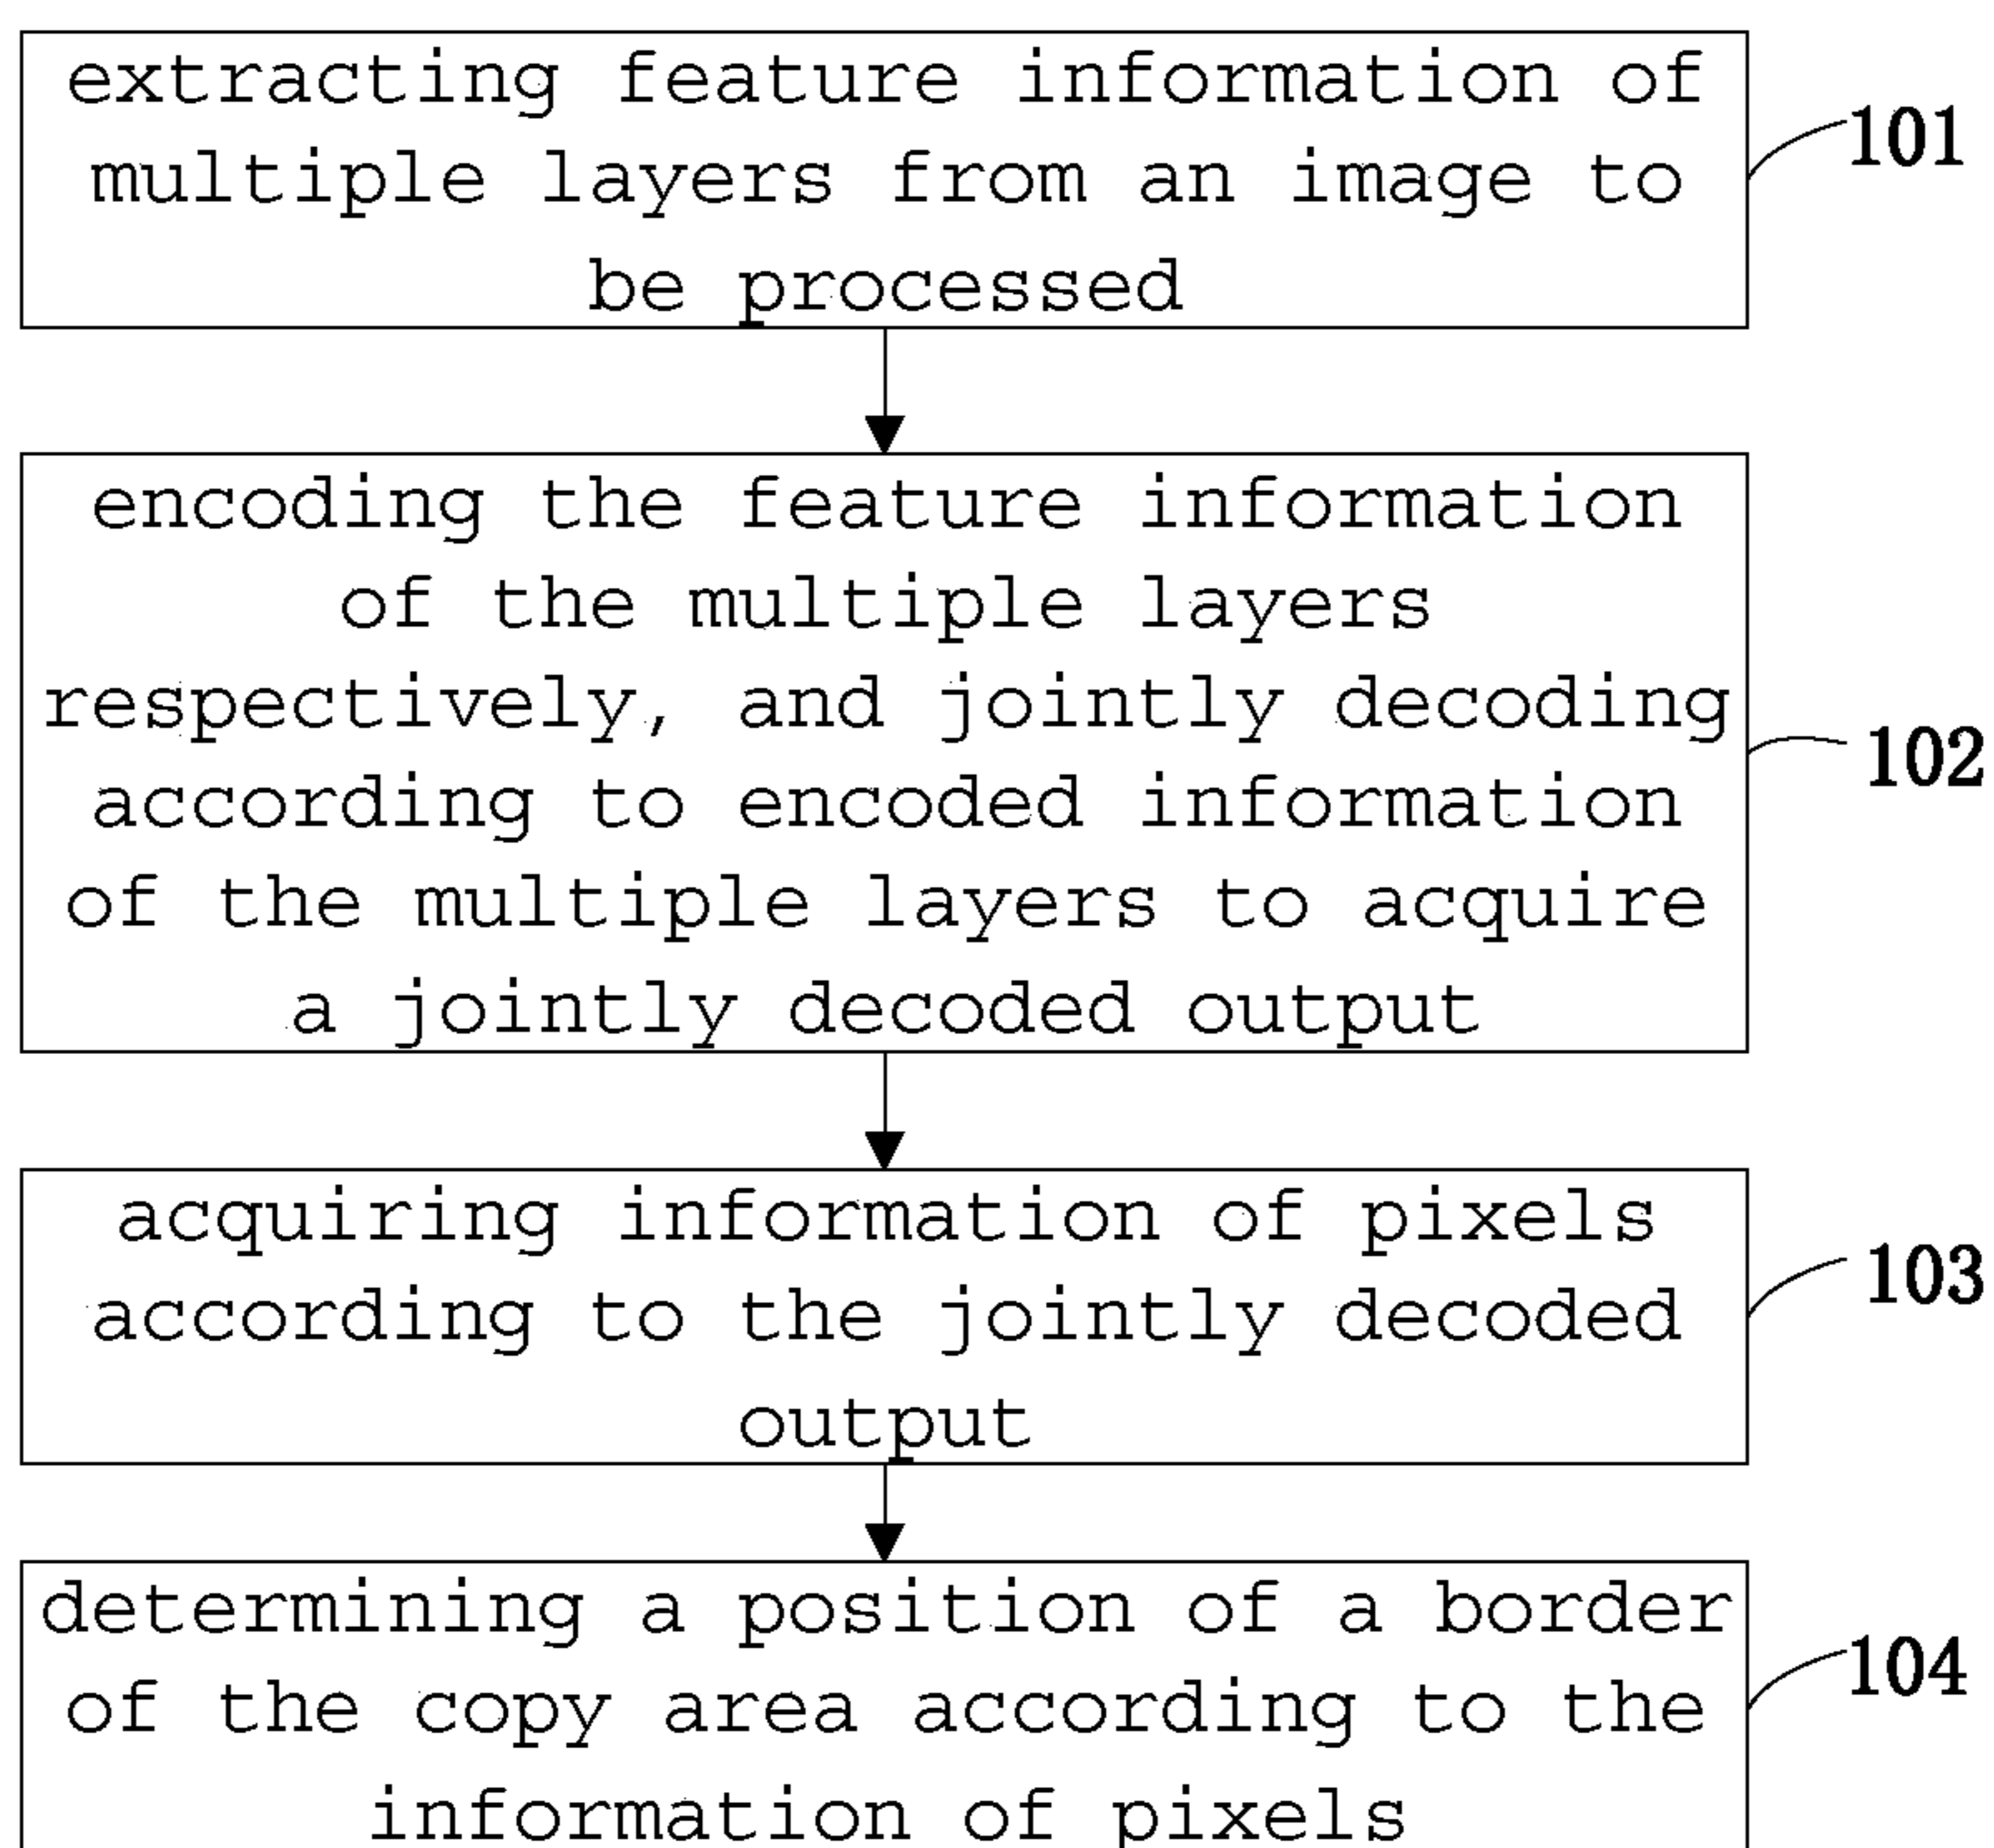 extracting feature information of
multiple layers from an image to
be processed
101
encoding the feature information
of the multiple layers
respectively, and jointly decoding
according to encoded information
of the multiple layers to acquire
a jointly decoded output
102
acquiring information of pixels
according to the jointly decoded
output
103
determining a position of a border
of the copy area according to the
information of pixels
104